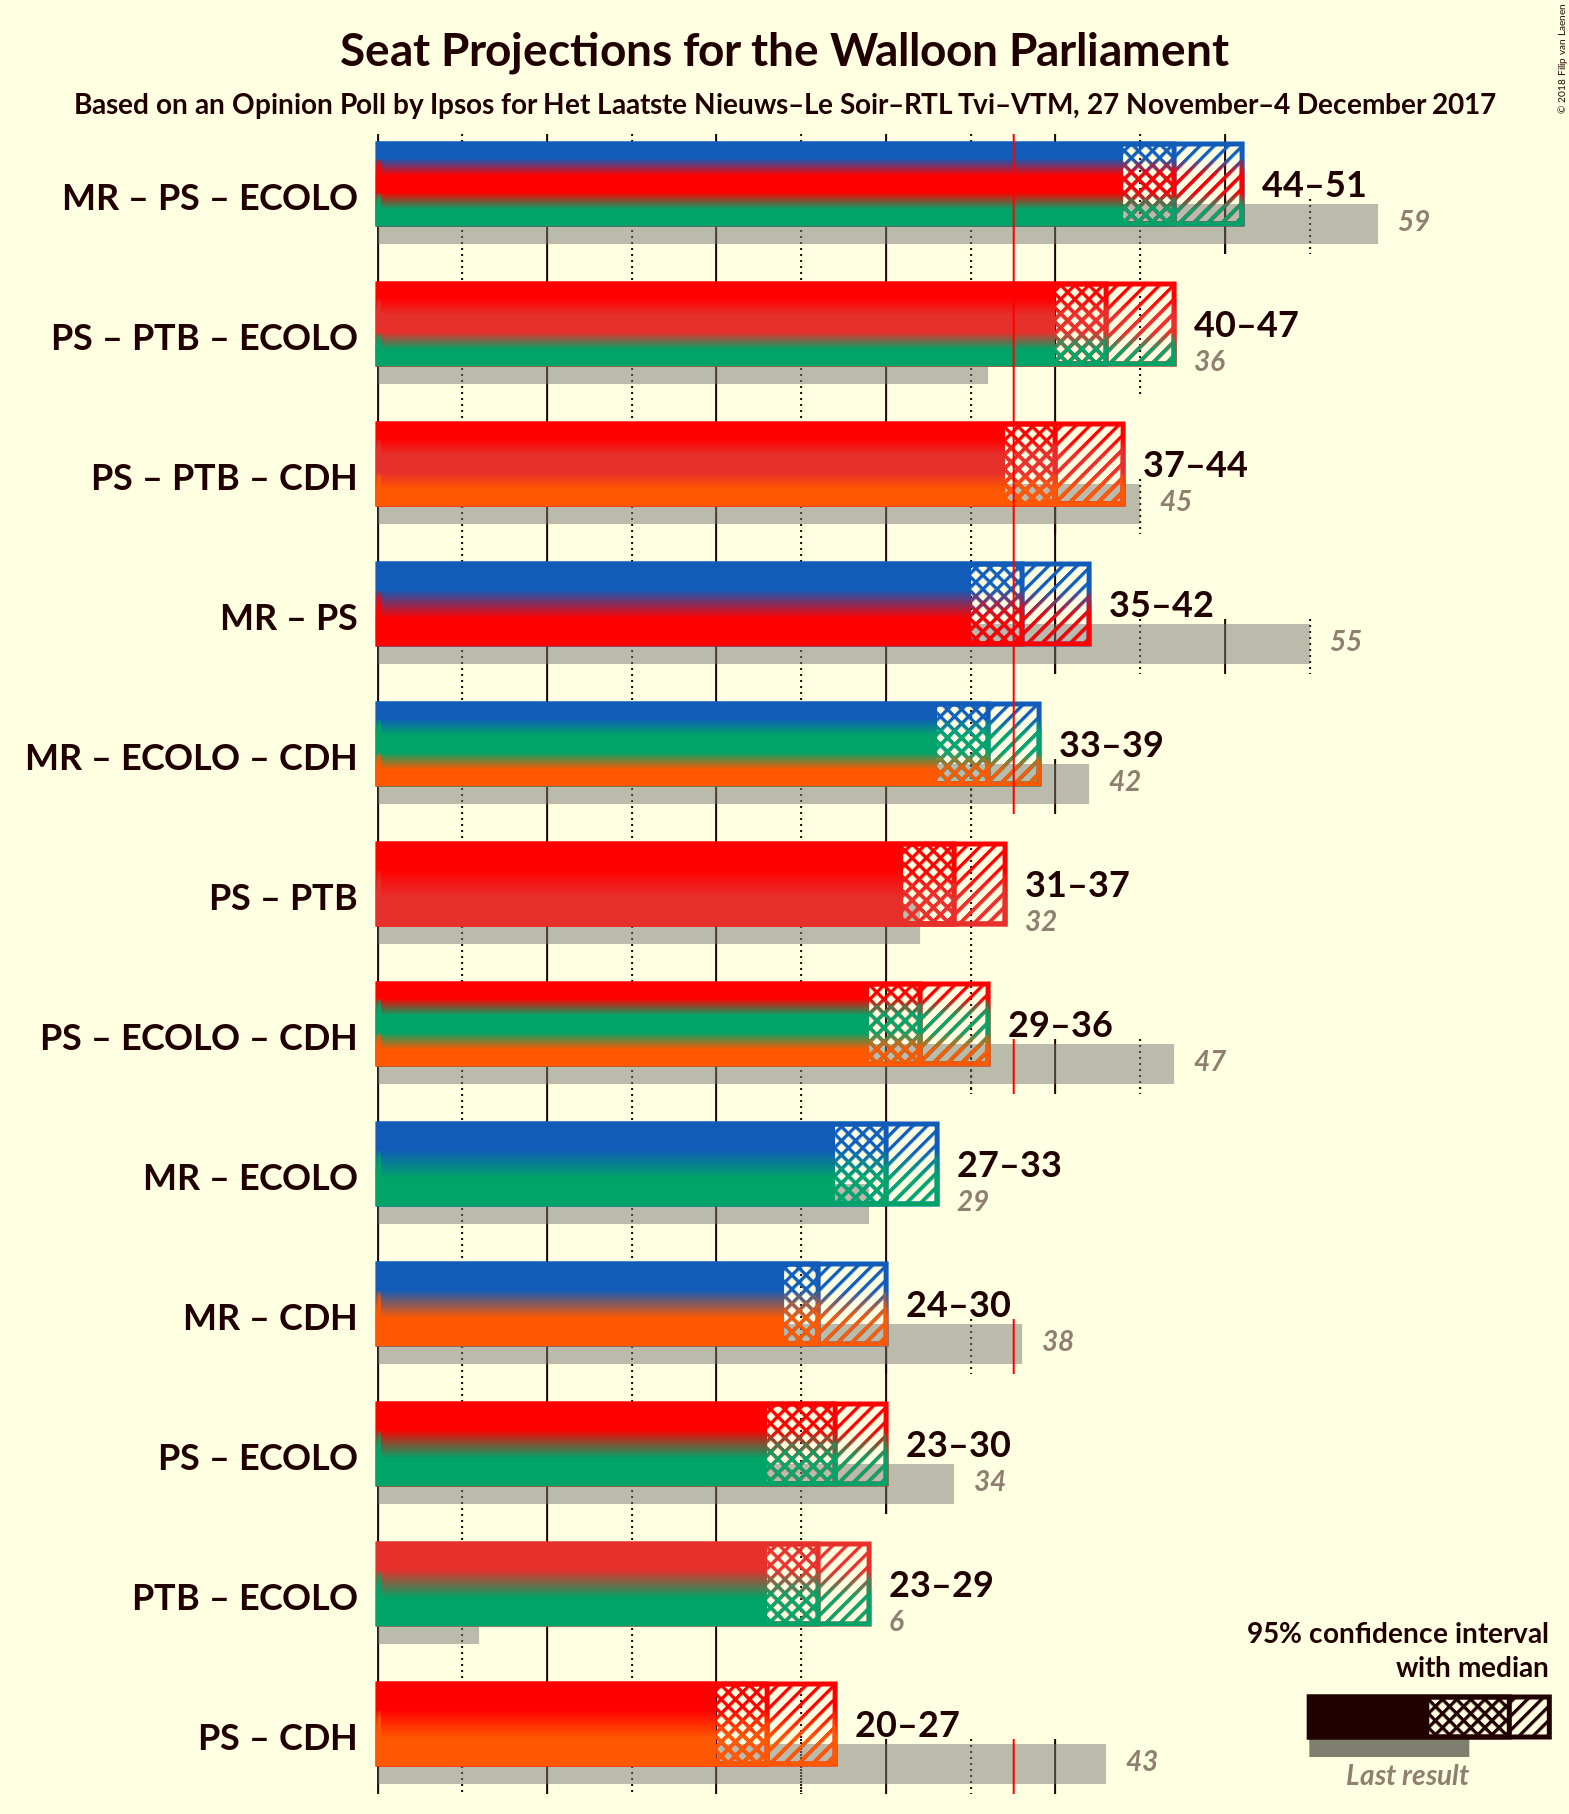 Seat Projections for the Walloon Parliament
Based on an Opinion Poll by Ipsos for Het Laatste Nieuws–Le Soir–RTL Tvi–VTM, 27 November–4 December 2017
© 2018 Filip van Laenen
MR – PS – ECOLO
44–51
59
PS – PTB – ECOLO
40–47
36
PS – PTB – CDH
37–44
45
MR – PS
35–42
55
MR – ECOLO – CDH
33–39
42
PS – PTB
31–37
32
PS – ECOLO – CDH
29–36
47
MR – ECOLO
27–33
29
MR – CDH
24–30
38
PS – ECOLO
23–30
34
PTB – ECOLO
23–29
6
PS – CDH
20–27
43
95% confidence interval
with median
Last result